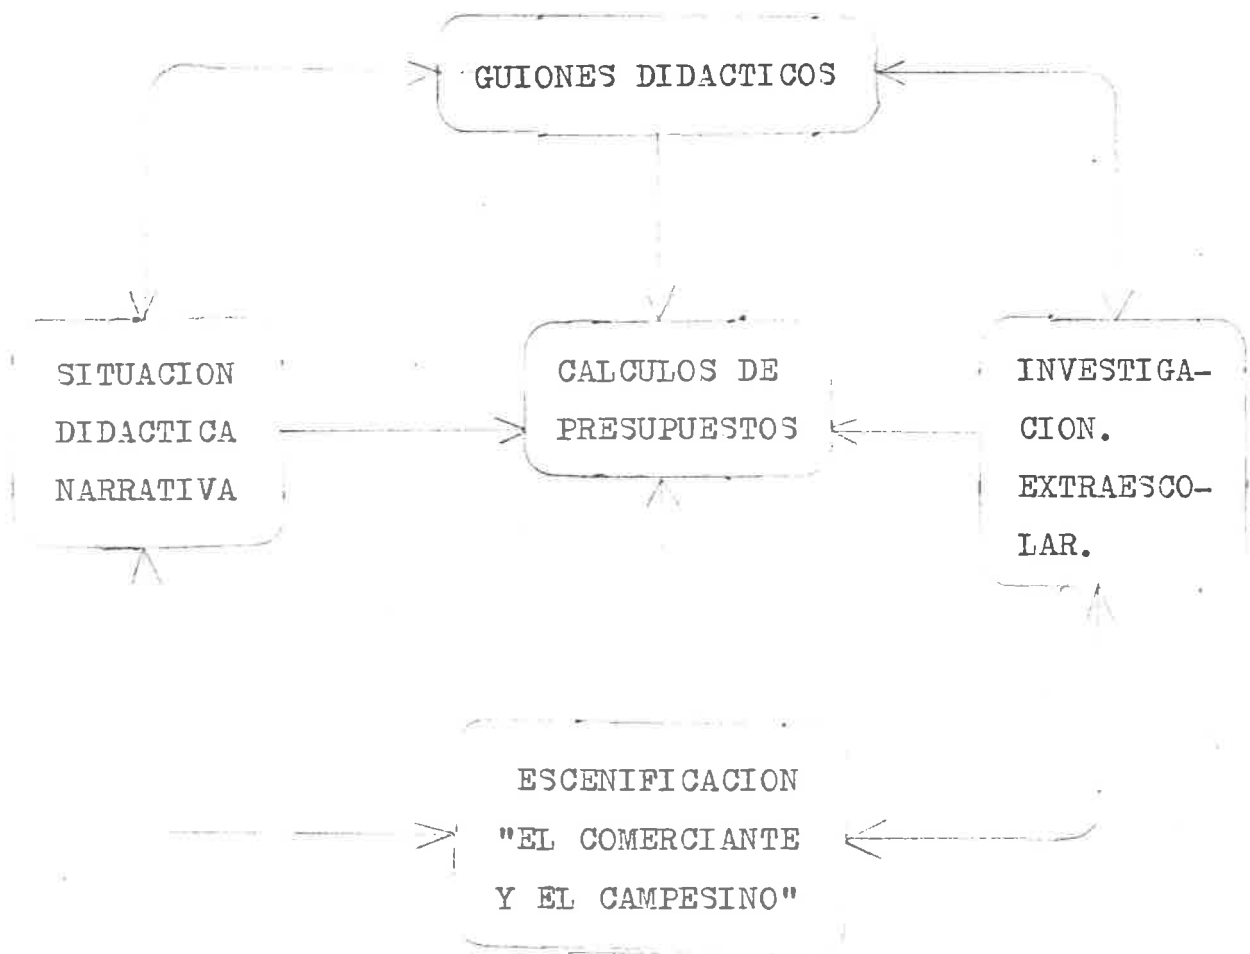 GUIONES DIDACTICOS
SITUACION
DIDACTICA
NARRATIVA
CALCULOS DE
PRESUPUESTOS
INVESTIGA-
CION.
EXTRAESCO-
LAR.
ESCENIFICACION
"EL COMERCIANTE
Y EL CAMPESINO"